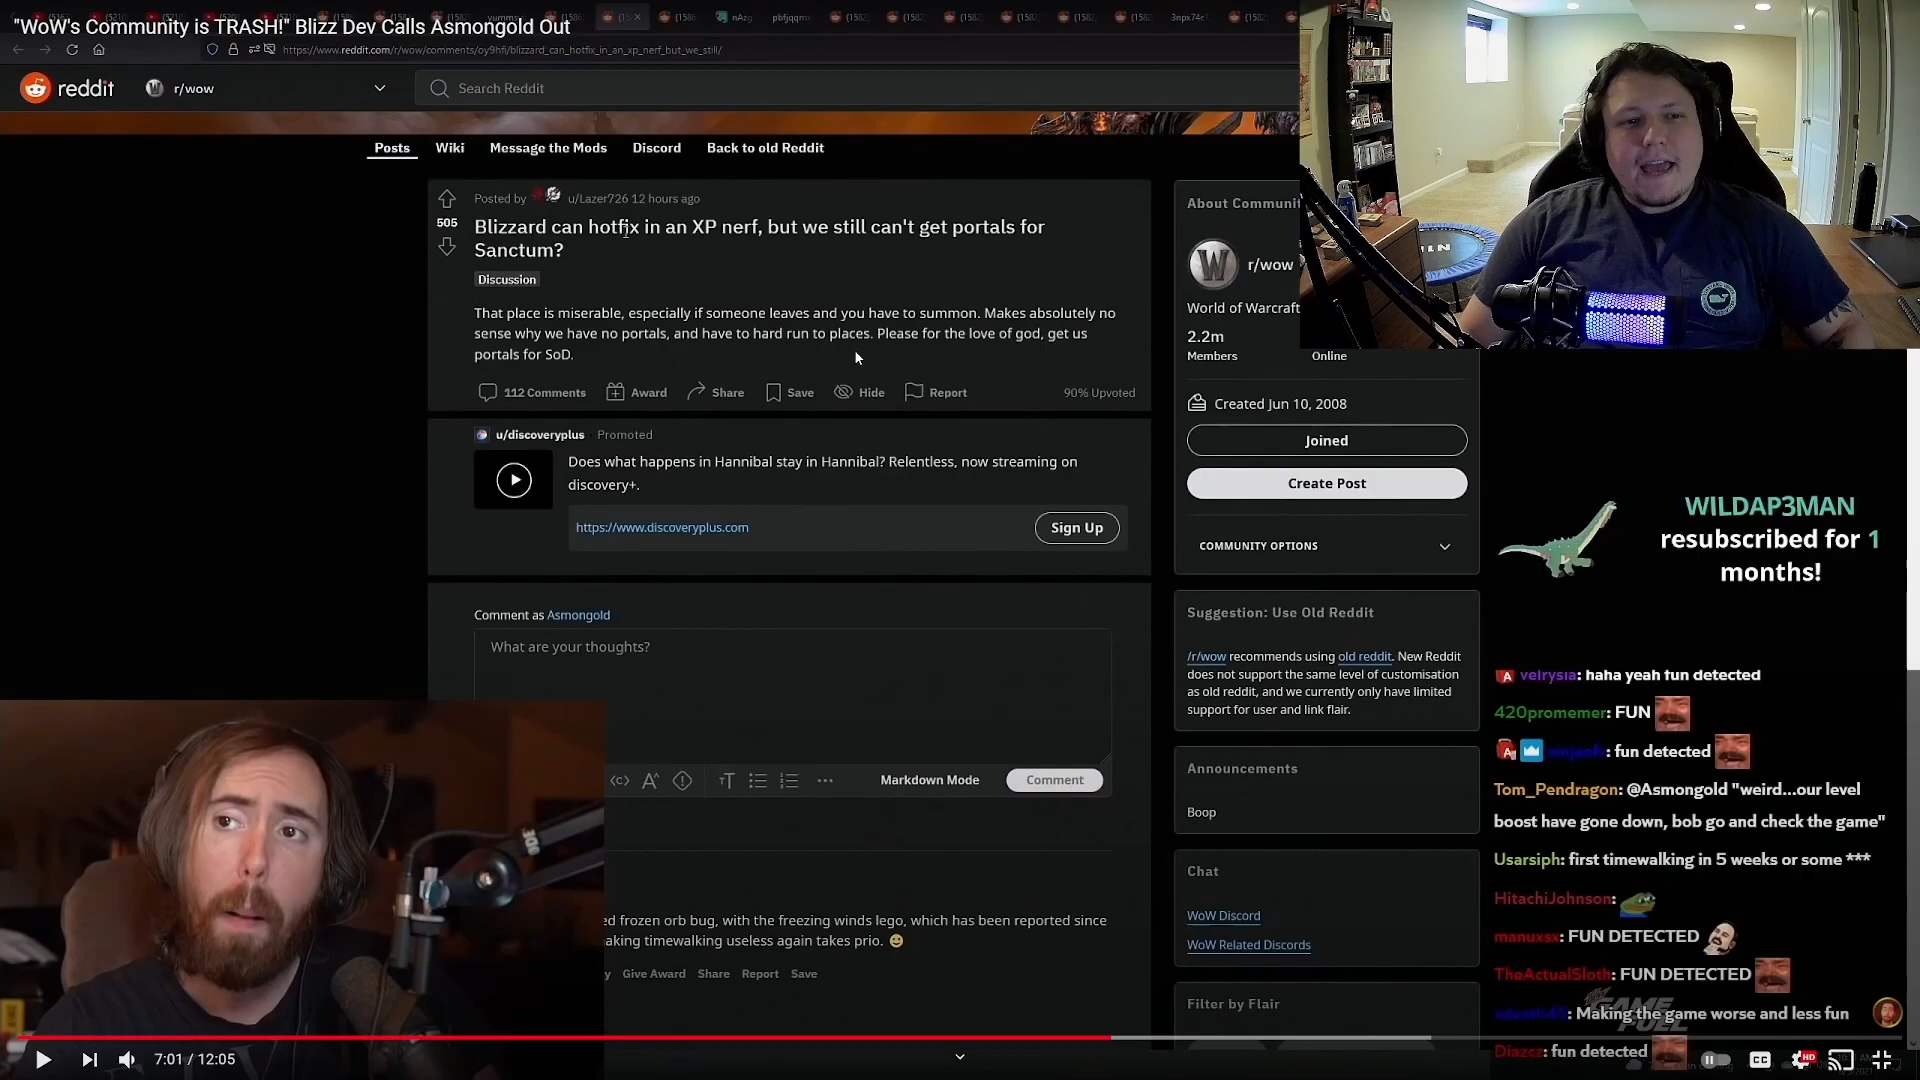 "WoW's Community is TRASH!" Blizz Dev Calls Asmongold Out
https://www.reddit.com/r/wow/comments/oy9hfi/blizzard_can_hotfix_in_an_xp_nerf_but_we_still/
reddit
r/wow
Search Reddit
Posts Wiki Message the Mods Discord Back to old Reddit
Posted by u/Lazer726 12 hours ago
505
Blizzard can hotfix in an XP nerf, but we still can't get portals for
Sanctum?
Discussion
That place is miserable, especially if someone leaves and you have to summon. Makes absolutely no
sense why we have no portals, and have to hard run to places. Please for the love of god, get us
portals for SoD.
112 Comments Award Share Save Hide Report 90% Upvoted
u/discoveryplus · Promoted
Does what happens in Hannibal stay in Hannibal? Relentless, now streaming on
discovery+.
https://www.discoveryplus.com
Sign Up
Comment as Asmongold
What are your thoughts?
Markdown Mode
Comment
ed frozen orb bug, with the freezing winds lego, which has been reported since
aking timewalking useless again takes prio.
y Give Award Share Report Save
About Communit
r/wow
World of Warcraft
2.2m
Members
Online
Created Jun 10, 2008
Joined
Create Post
COMMUNITY OPTIONS
Suggestion: Use Old Reddit
/r/wow recommends using old reddit. New Reddit
does not support the same level of customisation
as old reddit, and we currently only have limited
support for user and link flair.
Announcements
Boop
Chat
WoW Discord
WoW Related Discords
Filter by Flair
WILDAP3MAN
resubscribed for 1
months!
velrysia: haha yeah fun detected
420promemer: FUN
fun detected
Tom_Pendragon: @Asmongold "weird...our level
boost have gone down, bob go and check the game"
Usarsiph: first timewalking in 5 weeks or some ***
HitachiJohnson:
manuxsx: FUN DETECTED
TheActualSloth: FUN DETECTED
Making the game worse and less fun
Diazcz: fun detected
GAME FUEL
7:01 / 12:05
CC
HD